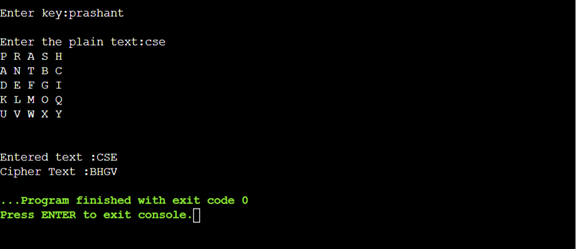 Enter key:prashant
Enter the plain text:cse
P R A S H
A N T B C
D E F G I
K L M O Q
U V W X Y
Entered text :CSE
Cipher Text :BHGV
...Program finished with exit code 0
Press ENTER to exit console.